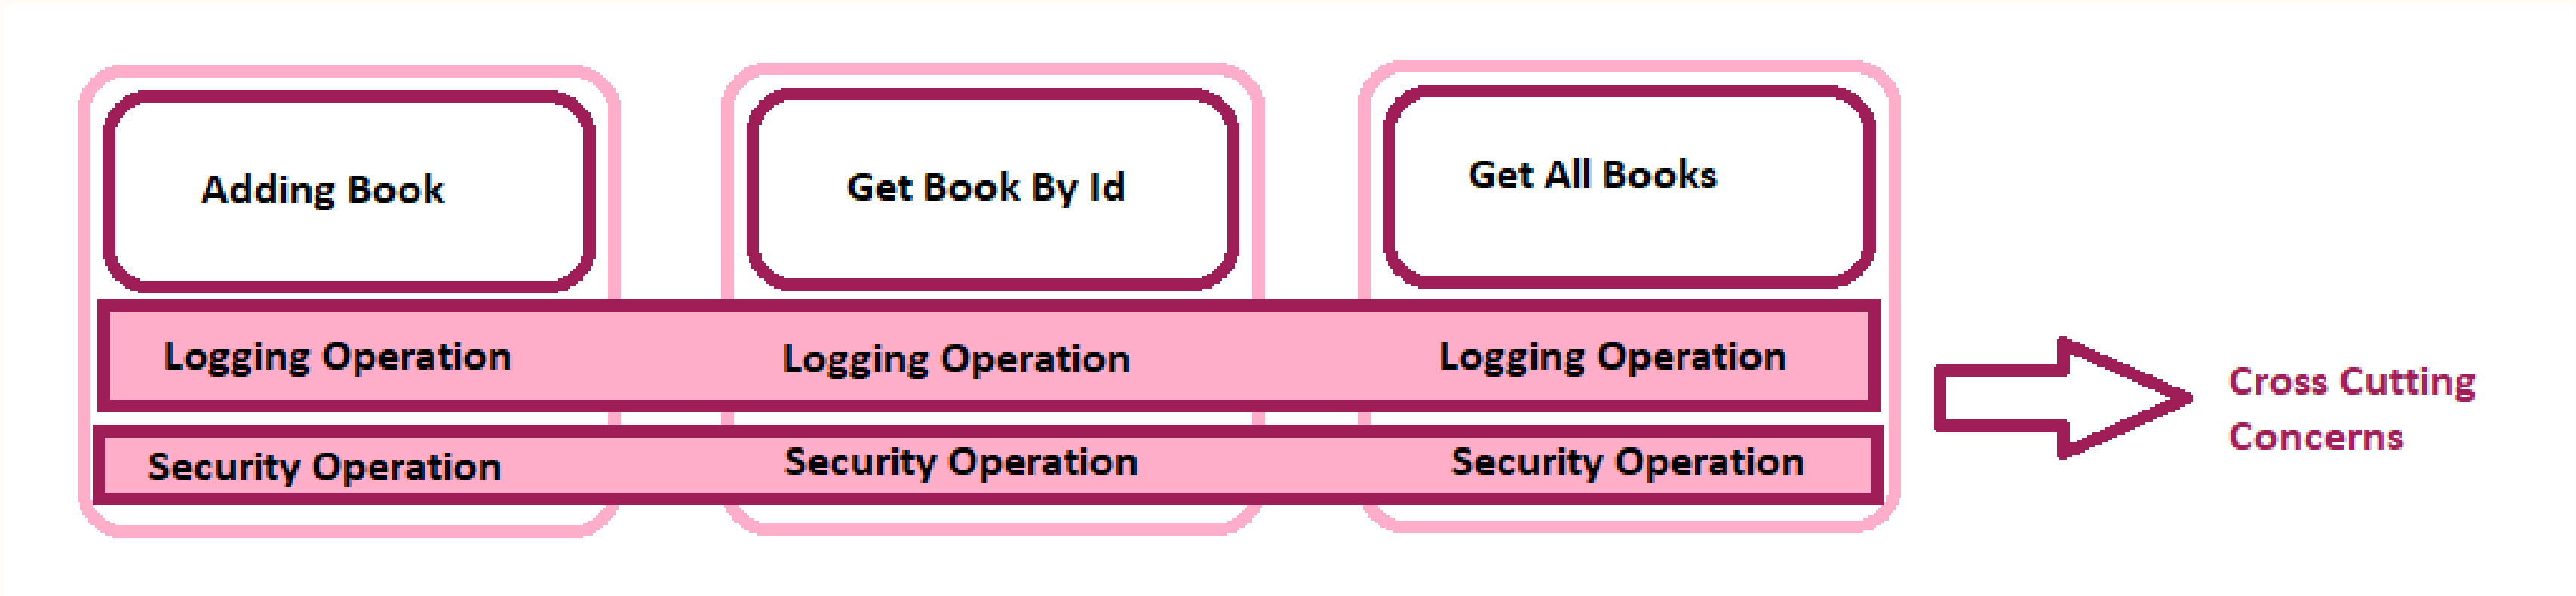 Adding Book
Get Book By Id
Get All Books
Logging Operation
Logging Operation
Logging Operation
Security Operation
Security Operation
Security Operation
Cross Cutting
Concerns